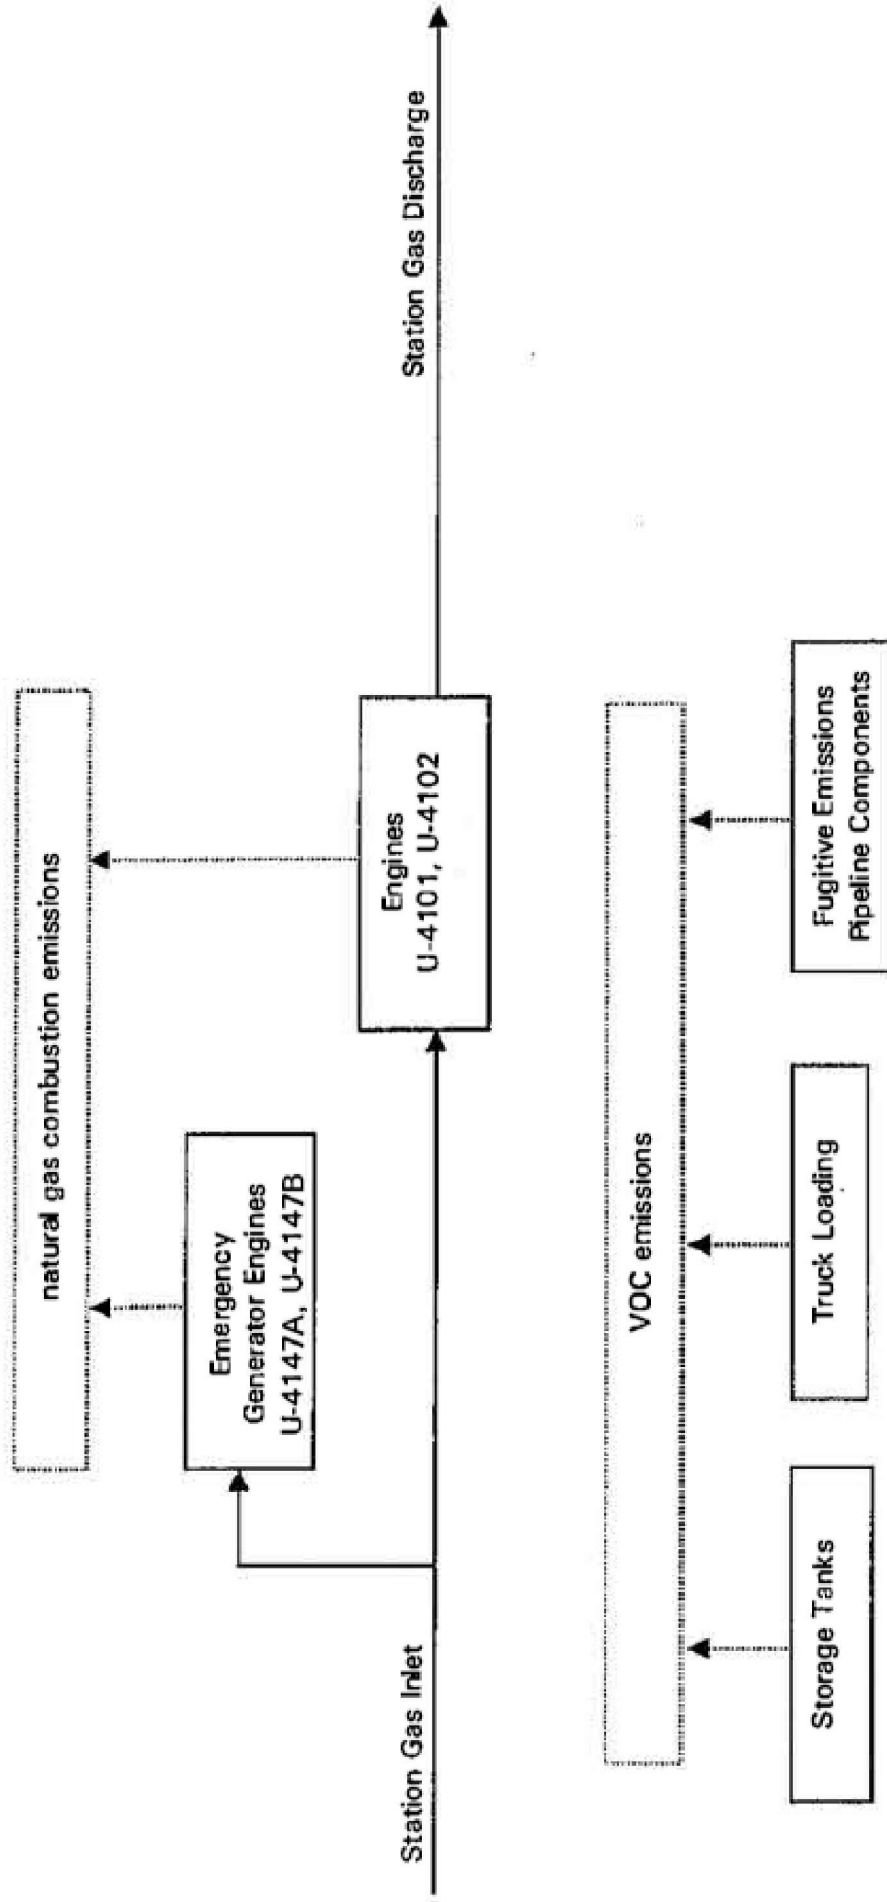 natural gas combustion emissions
Emergency
Generator Engines
U-4147A, U-4147B
Engines
U-4101, U-4102
Station Gas Inlet
Station Gas Discharge
VOC emissions
Storage Tanks
Truck Loading
Fugitive Emissions
Pipeline Components